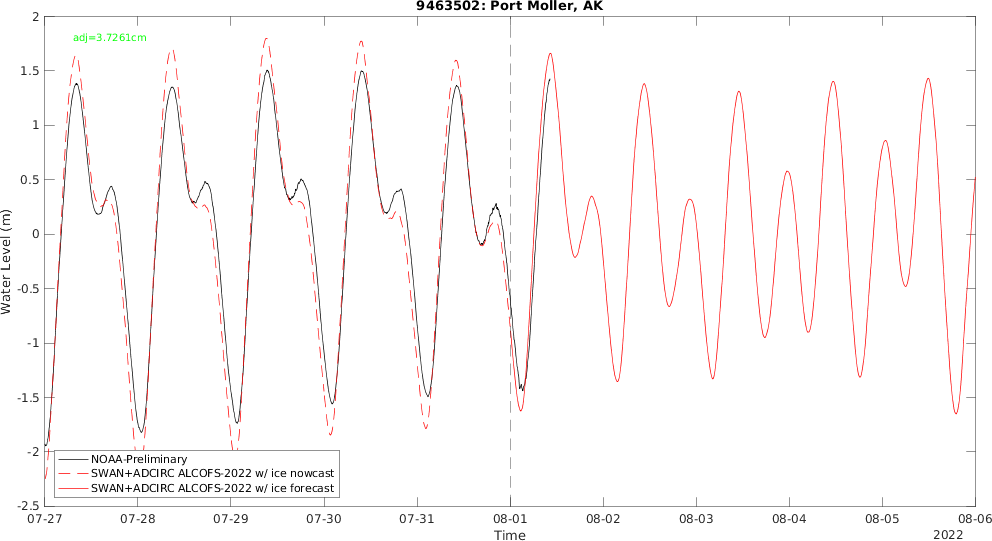 9463502: Port Moller, AK
adj=3.7261cm
2
1.5
1
0.5
0
-0.5
-1
-1.5
-2
-2.5
Water Level (m)
NOAA-Preliminary
SWAN+ADCIRC ALCOFS-2022 w/ ice nowcast
SWAN+ADCIRC ALCOFS-2022 w/ ice forecast
07-27 07-28 07-29 07-30 07-31 08-01 08-02 08-03 08-04 08-05 08-06
Time
2022